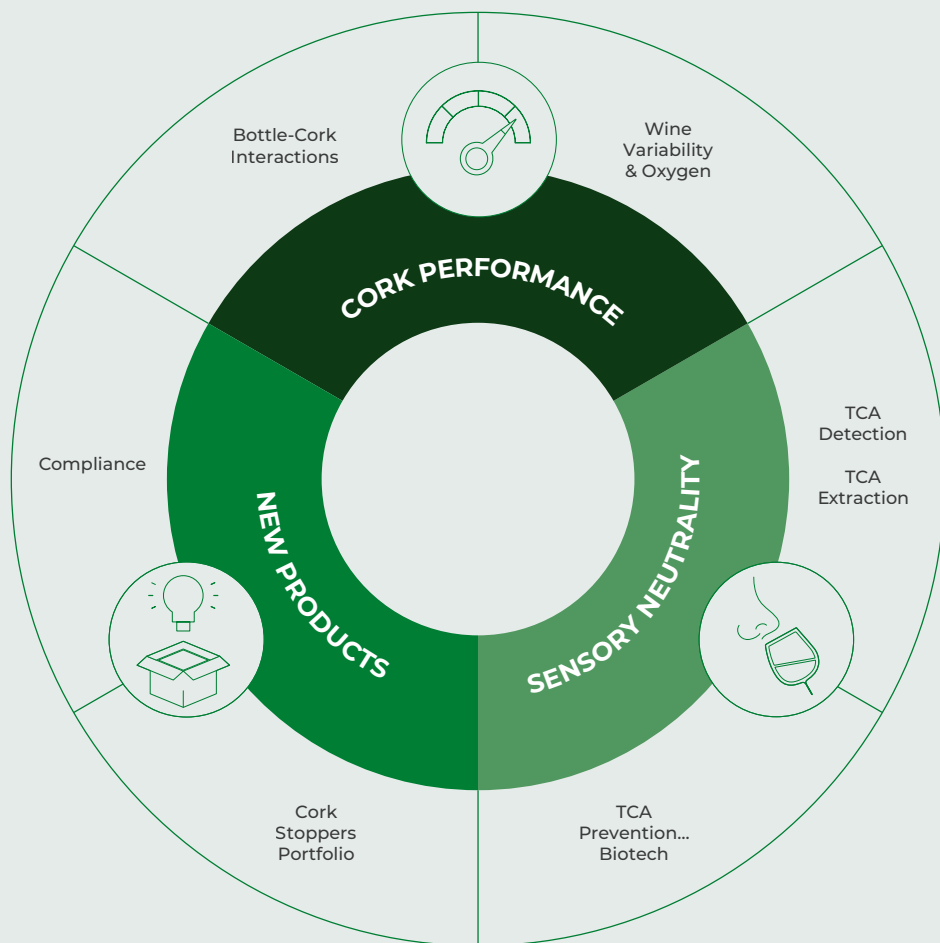 Bottle-Cork
Interactions
Wine
Variability
& Oxygen
CORK PERFORMANCE
TCA
Detection
TCA
Extraction
Compliance
NEW PRODUCTS
SENSORY NEUTRALITY
Cork
Stoppers
Portfolio
TCA
Prevention...
Biotech